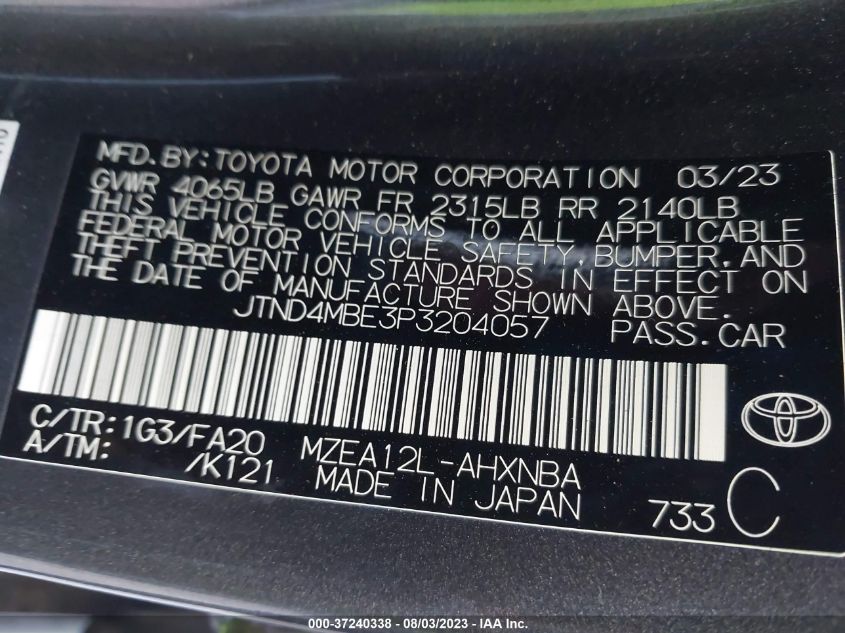 MFD.BY:TOYOTA MOTOR CORPORATION 03/23
GVWR 4065LB GAWR FR 2315LB RR 2140LB
THIS VEHICLE CONFORMS TO ALL APPLICABLE
FEDERAL MOTOR VEHICLE SAFETY,BUMPER,AND
THEFT PREVENTION STANDARDS IN EFFECT ON
THE DATE OF MANUFACTURE SHOWN ABOVE.
JTND4MBE3P3204057 PASS.CAR
C/TR:1G3/FA20 MZEA12L-AHXNBA
A/TM: /K121 MADE IN JAPAN 733 C
000-37240338 - 08/03/2023 - IAA Inc.